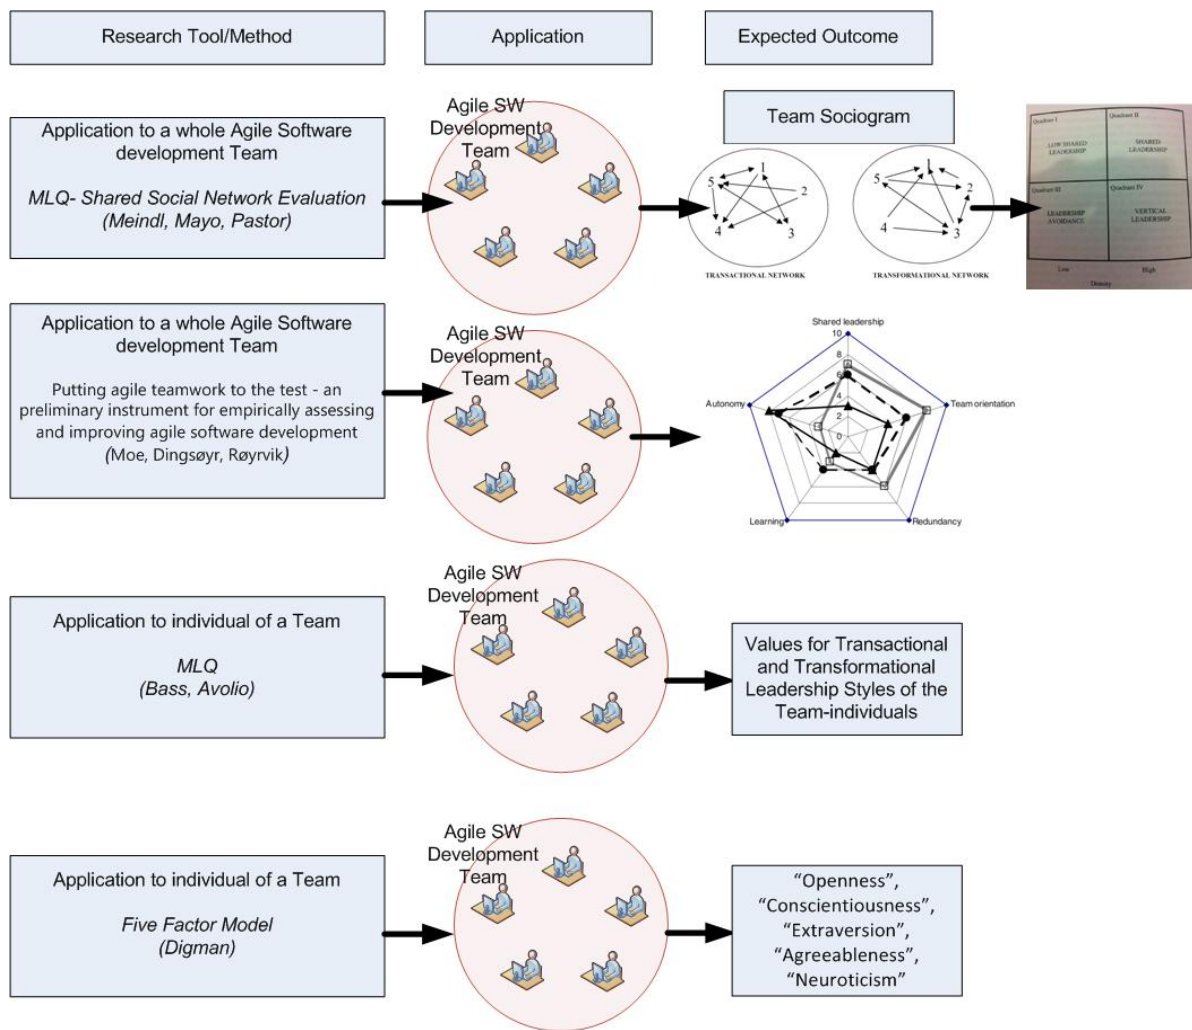 Research Tool/Method
Application
Expected Outcome
Application to a whole Agile Software
development Team
MLQ- Shared Social Network Evaluation
(Meindl, Mayo, Pastor)
Agile SW
Development
Team
Team Sociogram
1
5
2
4
3
TRANSACTIONAL NETWORK
1
5
2
4
3
TRANSFORMATIONAL NETWORK
Quadrant I
Quadrant II
LOW SHARED
LEADERSHIP
SHARED
LEADERSHIP
Quadrant III
Quadrant IV
LEADERSHIP
AVOIDANCE
VERTICAL
LEADERSHIP
Low
High
Density
Application to a whole Agile Software
development Team
Putting agile teamwork to the test - an
preliminary instrument for empirically assessing
and improving agile software development
(Moe, Dingsøyr, Røyrvik)
Agile SW
Development
Team
Shared leadership
10
8
6
4
2
0
Autonomy
Team orientation
Learning
Redundancy
Application to individual of a Team
MLQ
(Bass, Avolio)
Agile SW
Development
Team
Values for Transactional
and Transformational
Leadership Styles of the
Team-individuals
Application to individual of a Team
Five Factor Model
(Digman)
Agile SW
Development
Team
“Openness”,
“Conscientiousness”,
“Extraversion”,
“Agreeableness”,
“Neuroticism”